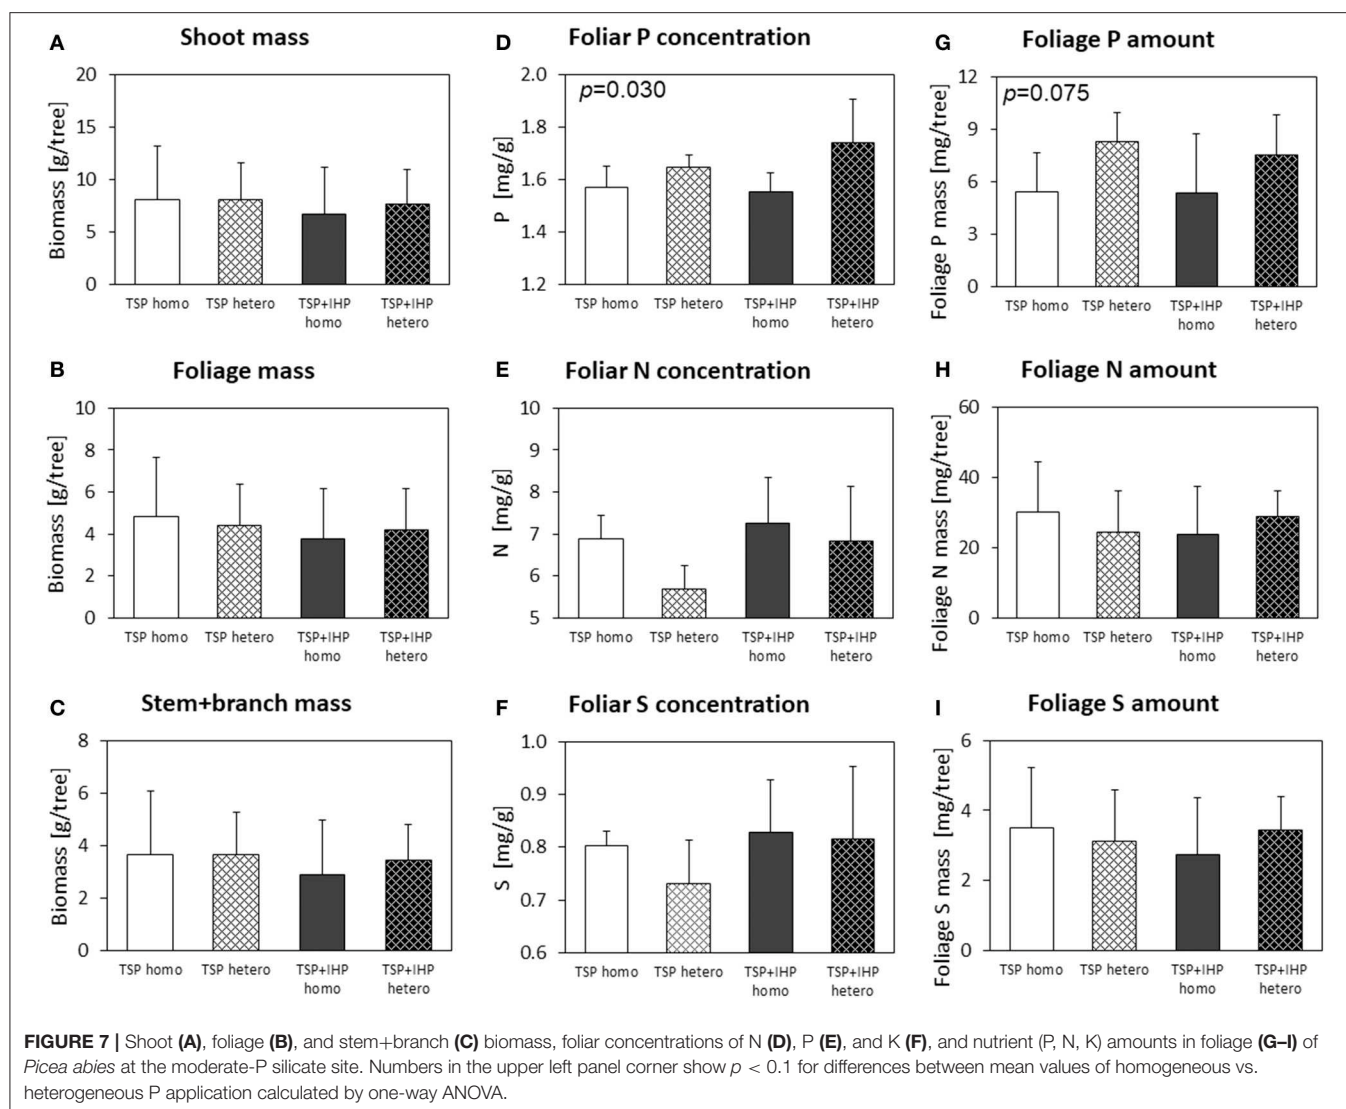 A
Shoot mass
Biomass [g/tree]
20
15
10
5
0
TSP homo
TSP hetero
TSP+IHP
homo
TSP+IHP
hetero
D
Foliar P concentration
p=0.030
P [mg/g]
2.0
1.8
1.6
1.4
1.2
TSP homo
TSP hetero
TSP+IHP
homo
TSP+IHP
hetero
G
Foliage P amount
p=0.075
Foliage P mass [mg/tree]
12
9
6
3
0
TSP homo
TSP hetero
TSP+IHP
homo
TSP+IHP
hetero
B
Foliage mass
Biomass [g/tree]
10
8
6
4
2
0
TSP homo
TSP hetero
TSP+IHP
homo
TSP+IHP
hetero
E
Foliar N concentration
N [mg/g]
10
9
8
7
6
5
TSP homo
TSP hetero
TSP+IHP
homo
TSP+IHP
hetero
H
Foliage N amount
Foliage N mass [mg/tree]
60
40
20
0
TSP homo
TSP hetero
TSP+IHP
homo
TSP+IHP
hetero
C
Stem+branch mass
Biomass [g/tree]
8
6
4
2
0
TSP homo
TSP hetero
TSP+IHP
homo
TSP+IHP
hetero
F
Foliar S concentration
S [mg/g]
1.0
0.9
0.8
0.7
0.6
TSP homo
TSP hetero
TSP+IHP
homo
TSP+IHP
hetero
I
Foliage S amount
Foliage S mass [mg/tree]
6
4
2
0
TSP homo
TSP hetero
TSP+IHP
homo
TSP+IHP
hetero
FIGURE 7 | Shoot (A), foliage (B), and stem+branch (C) biomass, foliar concentrations of N (D), P (E), and K (F), and nutrient (P, N, K) amounts in foliage (G–I) of
Picea abies at the moderate-P silicate site. Numbers in the upper left panel corner show p < 0.1 for differences between mean values of homogeneous vs.
heterogeneous P application calculated by one-way ANOVA.